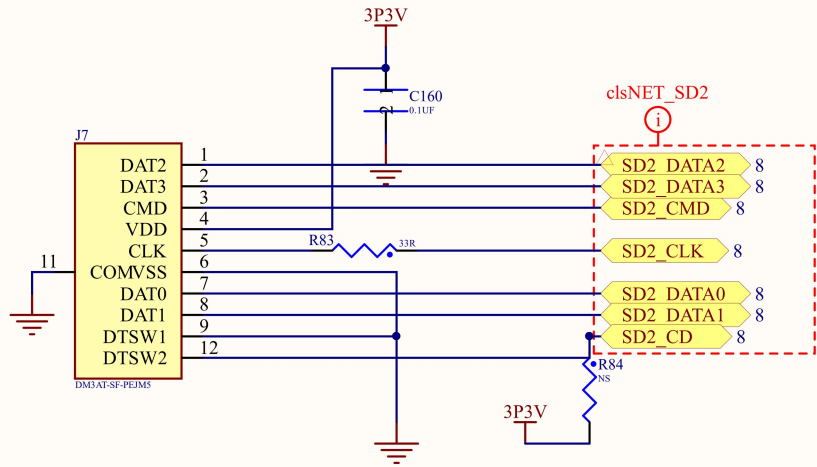 3P3V
C160
0.1UF
clsNET_SD2
i
J7
DAT2 1 SD2_DATA2 8
DAT3 2 SD2_DATA3 8
CMD 3 SD2_CMD 8
VDD 4
CLK 5 R83 33R SD2_CLK 8
11 COMVSS 6
DAT0 7 SD2_DATA0 8
DAT1 8 SD2_DATA1 8
DTSW1 9 SD2_CD 8
DTSW2 12
R84
NS
DM3AT-SF-PEJM5
3P3V